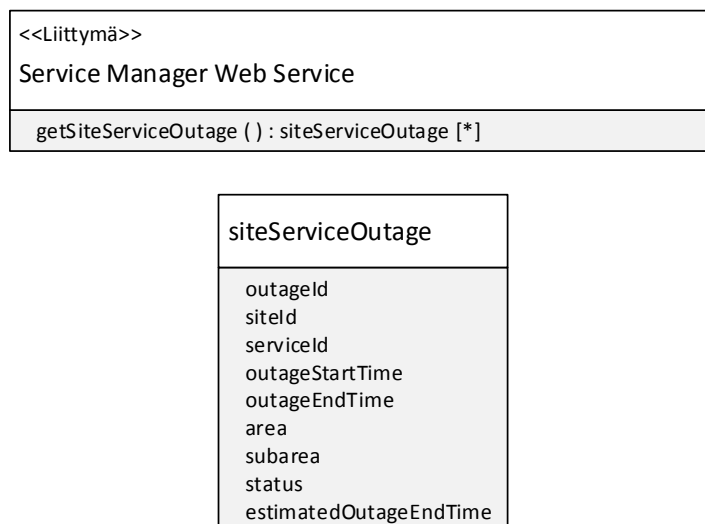 <<Liittymä>>
Service Manager Web Service
getSiteServiceOutage ( ) : siteServiceOutage [*]
siteServiceOutage
outageId
siteId
serviceId
outageStartTime
outageEndTime
area
subarea
status
estimatedOutageEndTime